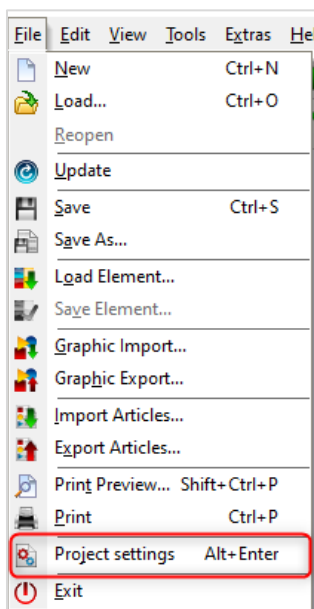 File Edit View Tools Extras He
New Ctrl+N
Load... Ctrl+O
Reopen
Update
Save Ctrl+S
Save As...
Load Element...
Save Element...
Graphic Import...
Graphic Export...
Import Articles...
Export Articles...
Print Preview... Shift+Ctrl+P
Print Ctrl+P
Project settings Alt+Enter
Exit